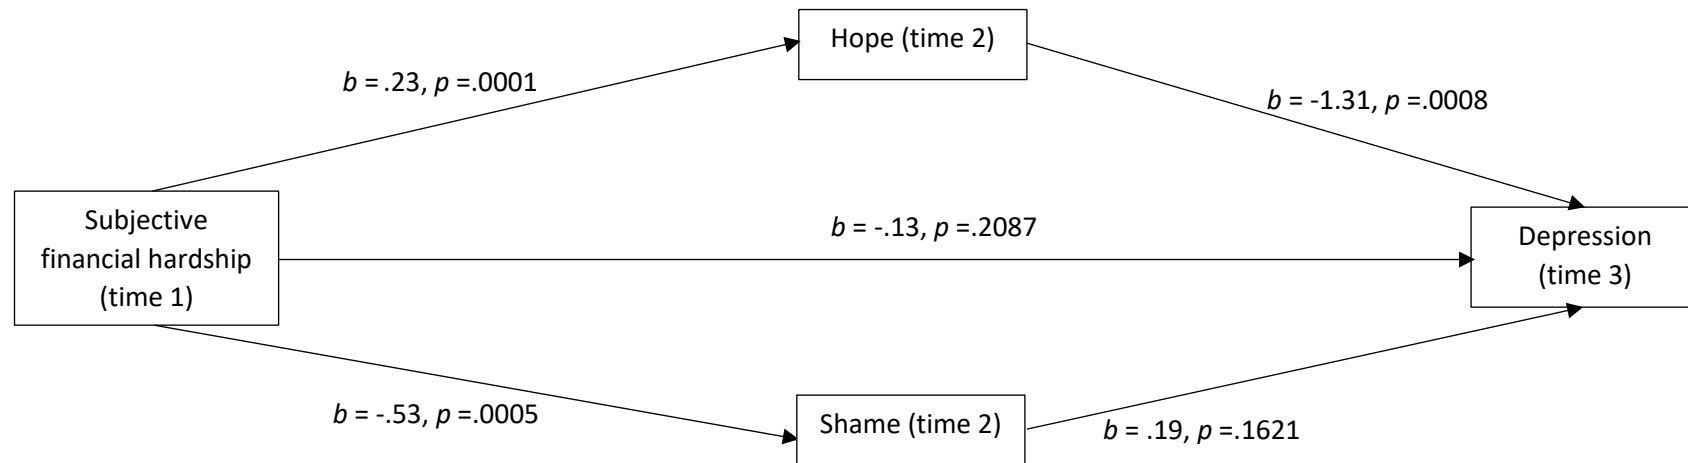 Hope (time 2)
b = .23, p =.0001
b = -1.31, p =.0008
Subjective
financial hardship
(time 1)
b = -.13, p =.2087
Depression
(time 3)
b = -.53, p =.0005
Shame (time 2)
b = .19, p =.1621